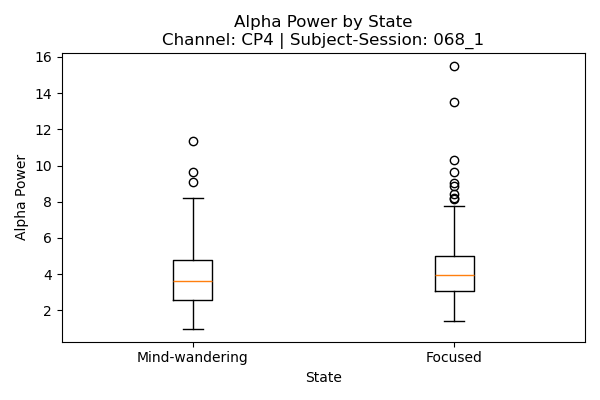 Alpha Power by State
Channel: CP4 | Subject-Session: 068_1
16
14
12
10
8
6
4
2
Alpha Power
Mind-wandering
Focused
State